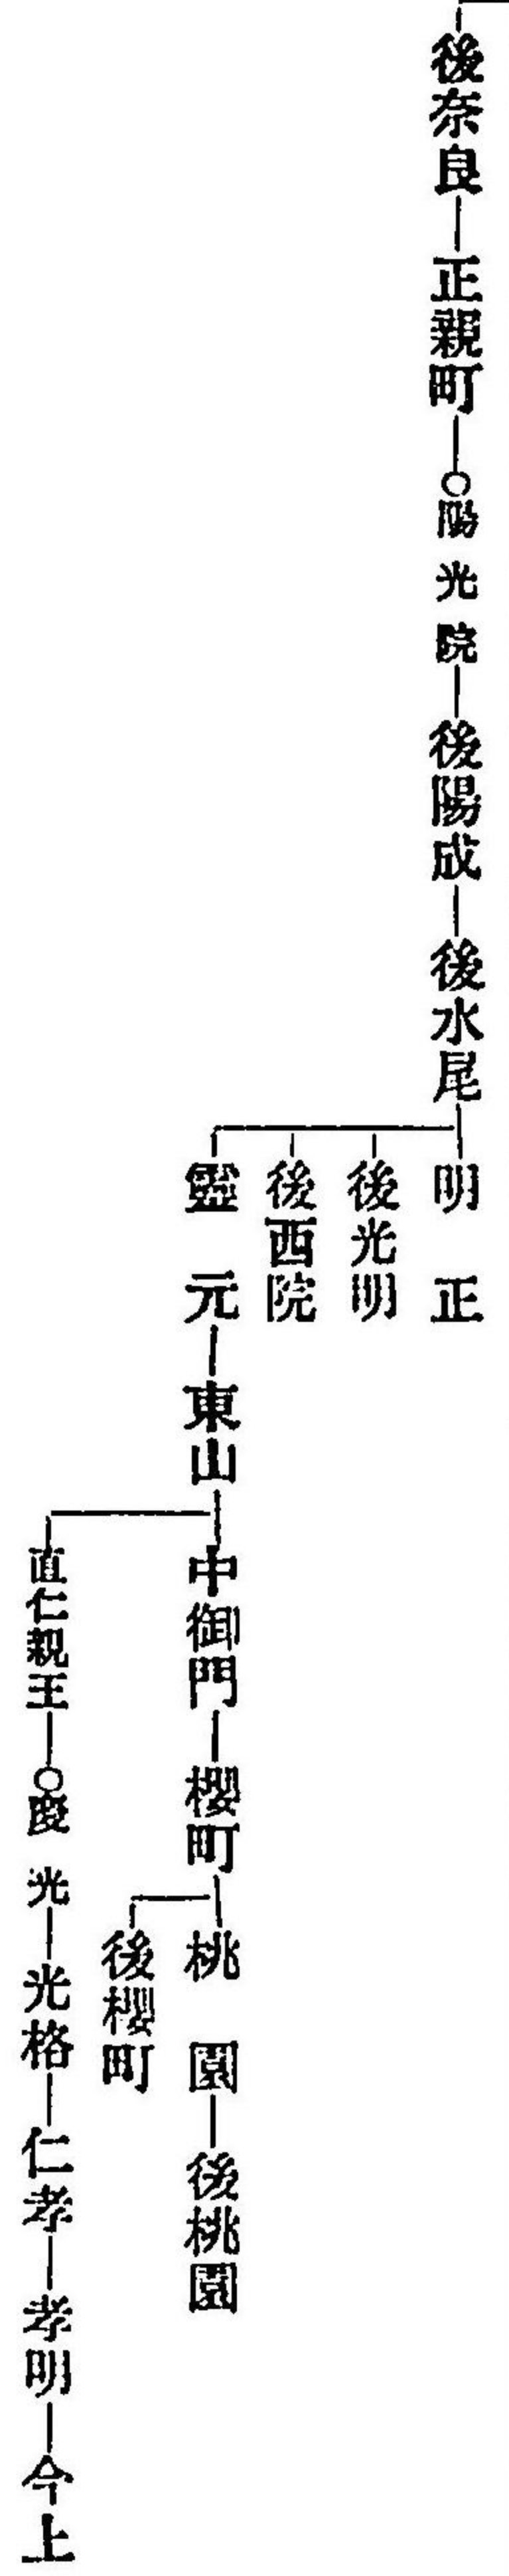 後奈良
正親町
○陽光院
後陽成
後水尾
明正
後光明
後西院
靈元
東山
中御門
櫻町
桃園
後桃園
後櫻町
直仁親王
○慶光
光格
仁孝
孝明
今上